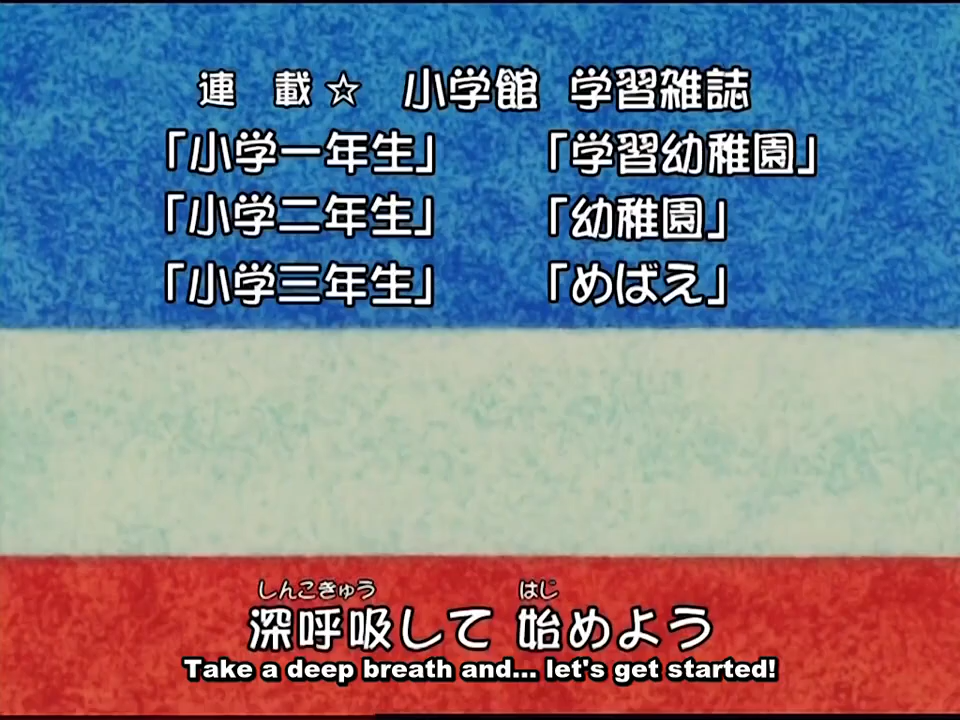 連 載☆ 小学館 学習雑誌
「小学一年生」 「学習幼稚園」
「小学二年生」 「幼稚園」
「小学三年生」 「めばえ」
しんこきゅう はじ
深呼吸して 始めよう
Take a deep breath and... let's get started!